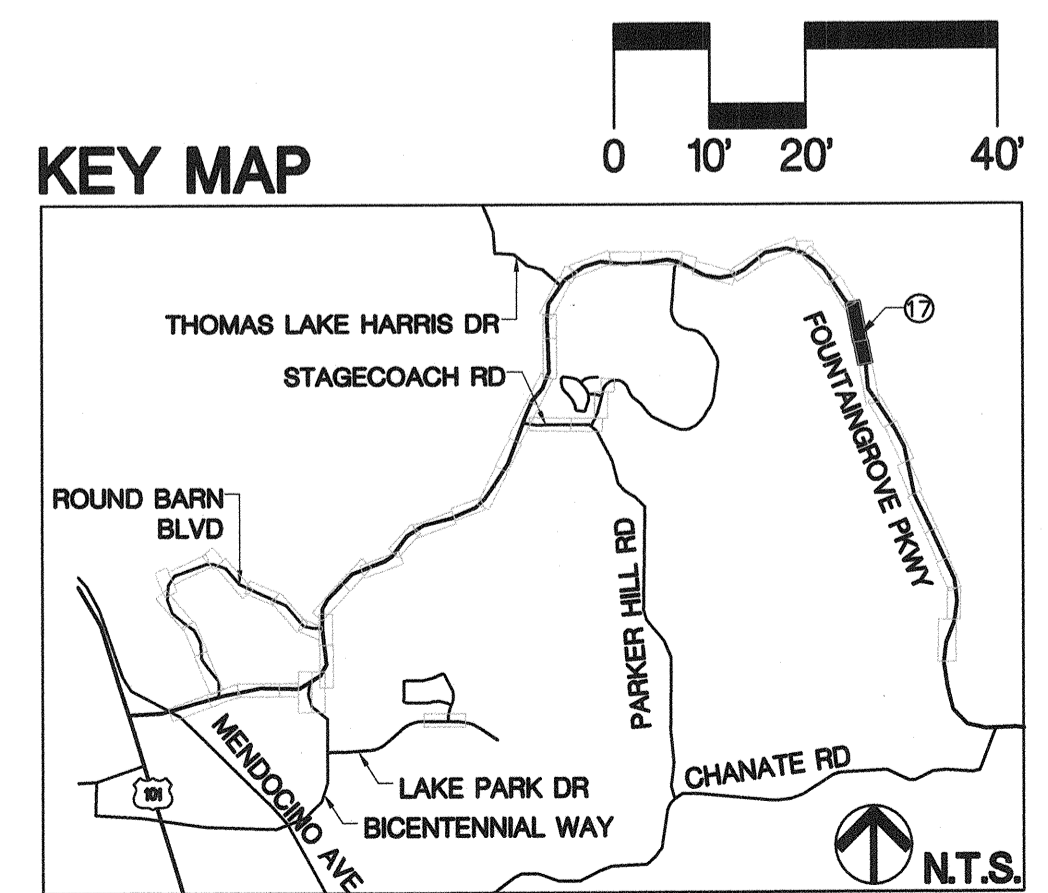 0 10' 20' 40'
KEY MAP
THOMAS LAKE HARRIS DR
17
STAGECOACH RD
FOUNTAINGROVE PKWY
ROUND BARN
BLVD
PARKER HILL RD
MENDOCINO AVE
CHANATE RD
LAKE PARK DR
101
BICENTENNIAL WAY
N.T.S.